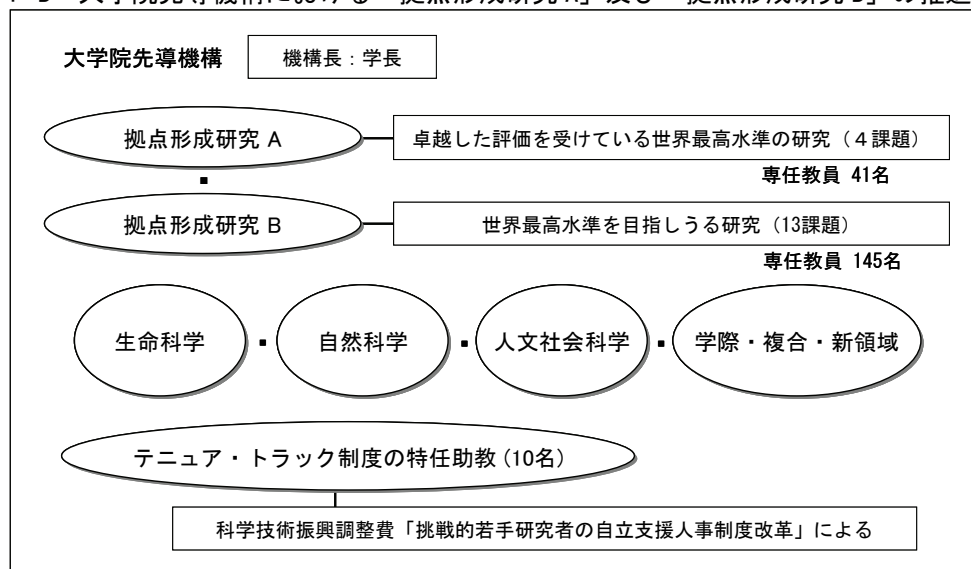 大学院先導機構
機構長：学長
拠点形成研究 A
卓越した評価を受けている世界最高水準の研究（４課題）
専任教員 41名
拠点形成研究 B
世界最高水準を目指しうる研究（13課題）
専任教員 145名
生命科学 ・ 自然科学 ・ 人文社会科学 ・ 学際・複合・新領域
テニュア・トラック制度の特任助教 (10名)
科学技術振興調整費「挑戦的若手研究者の自立支援人事制度改革」による